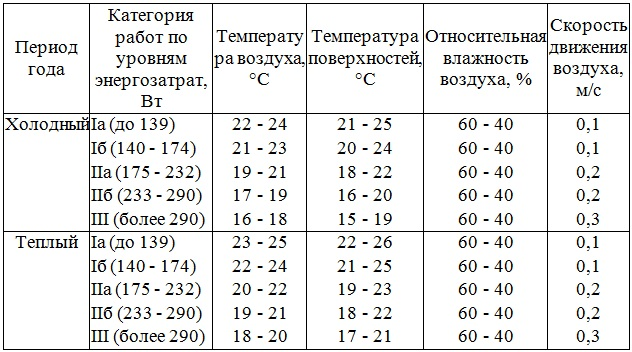 Период года Категория работ по уровням энергозатрат, Вт Температу ра воздуха, °С Температура поверхностей, °С Относительная влажность воздуха, % Скорость движения воздуха, м/с
Холодный Iа (до 139) 22 - 24 21 - 25 60 - 40 0,1
Iб (140 - 174) 21 - 23 20 - 24 60 - 40 0,1
IIа (175 - 232) 19 - 21 18 - 22 60 - 40 0,2
IIб (233 - 290) 17 - 19 16 - 20 60 - 40 0,2
III (более 290) 16 - 18 15 - 19 60 - 40 0,3
Теплый Iа (до 139) 23 - 25 22 - 26 60 - 40 0,1
Iб (140 - 174) 22 - 24 21 - 25 60 - 40 0,1
IIа (175 - 232) 20 - 22 19 - 23 60 - 40 0,2
IIб (233 - 290) 19 - 21 18 - 22 60 - 40 0,2
III (более 290) 18 - 20 17 - 21 60 - 40 0,3